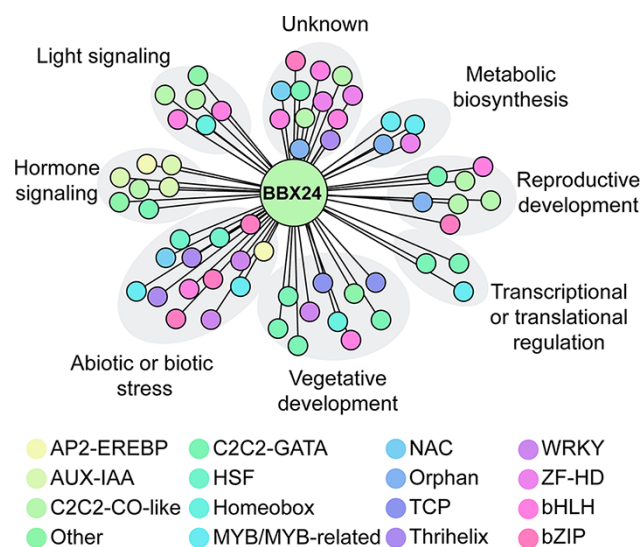 Unknown
Light signaling
Metabolic
biosynthesis
Hormone
signaling
BBX24
Reproductive
development
Transcriptional
or translational
regulation
Abiotic or biotic
stress
Vegetative
development
AP2-EREBP
C2C2-GATA
NAC
WRKY
AUX-IAA
HSF
Orphan
ZF-HD
C2C2-CO-like
Homeobox
TCP
bHLH
Other
MYB/MYB-related
Thrihelix
bZIP